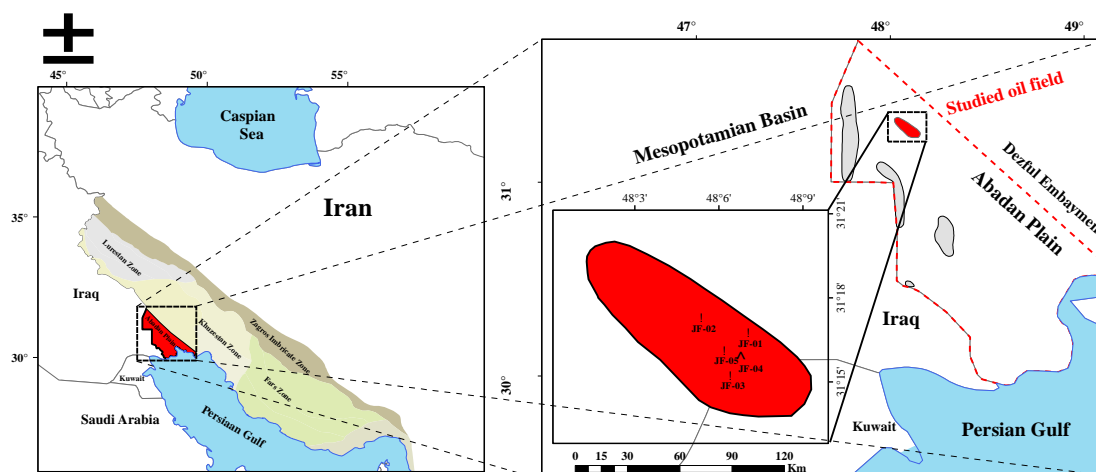 45°
50°
55°
Caspian
Sea
Iran
35°
Lurestan Zone
Iraq
Abadan Plain
Khuzestan Zone
Zagros Imbricate Zone
30°
Kuwait
Fars Zone
Saudi Arabia
Persiaan Gulf
47°
48°
49°
Studied oil field
Mesopotamian Basin
Dezful Embayment
Abadan Plain
31°
30°
48°3'
48°6'
48°9'
31°21
31°18'
31°15'
JF-02
JF-01
JF-05
JF-04
JF-03
Iraq
Kuwait
Persian Gulf
0 15 30 60 90 120
Km